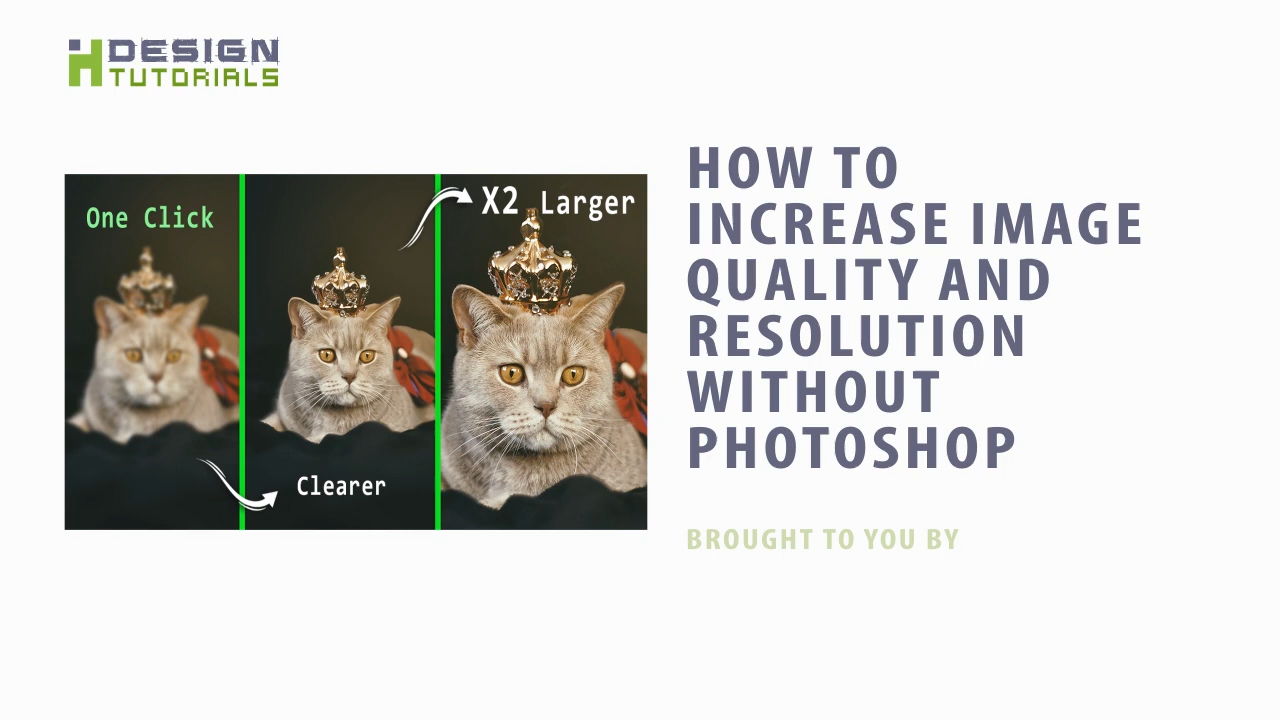 DESIGN
TUTORIALS
One Click
X2 Larger
Clearer
HOW TO
INCREASE IMAGE
QUALITY AND
RESOLUTION
WITHOUT
PHOTOSHOP
BROUGHT TO YOU BY